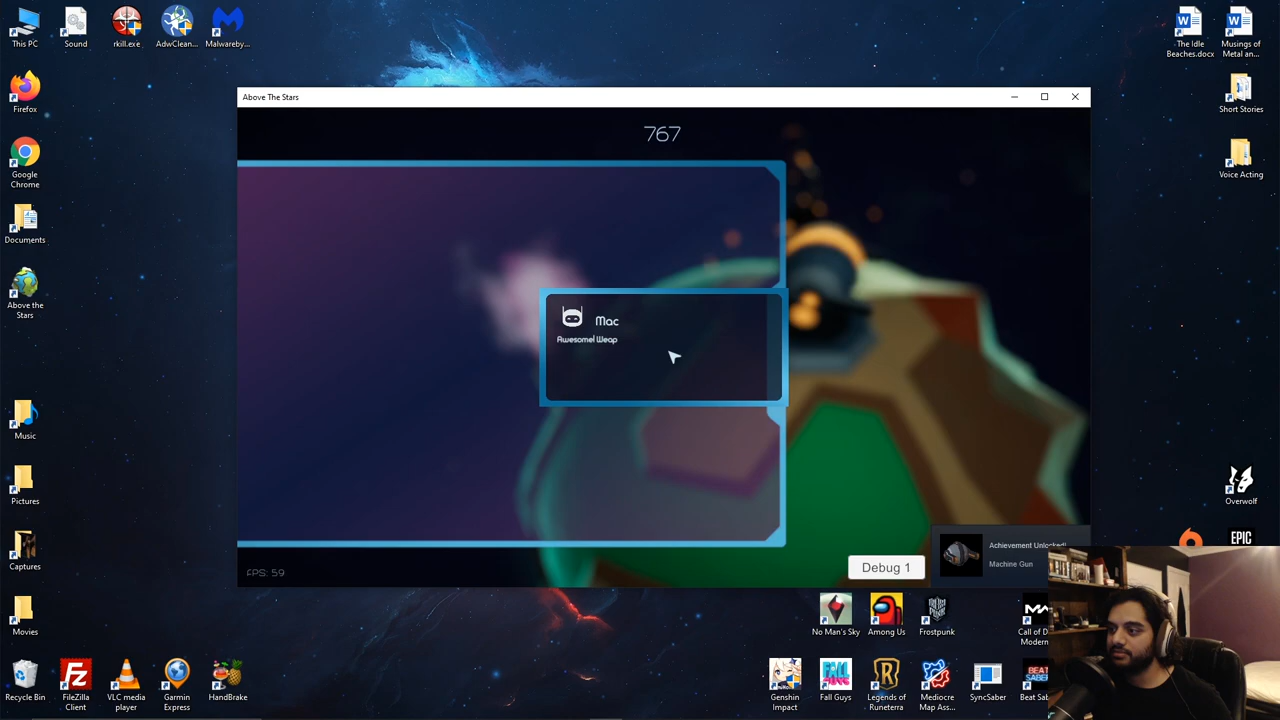 This PC
Sound
rkill.exe
AdwClean...
Malwareby...
The Idle
Beaches.docx
Musings of
Metal an...
Firefox
Short Stories
Google
Chrome
Voice Acting
Documents
Above the
Stars
Above The Stars
767
Mac
Awesome! Weap
FPS: 59
Debug 1
Achievement Unlocked!
Machine Gun
Music
Pictures
Captures
Movies
Overwolf
EPIC
No Man's Sky
Among Us
Frostpunk
Call of D
Modern
Recycle Bin
FileZilla
Client
VLC media
player
Garmin
Express
HandBrake
Genshin
Impact
Fall Guys
Legends of
Runeterra
Mediocre
Map Ass...
SyncSaber
Beat Sab